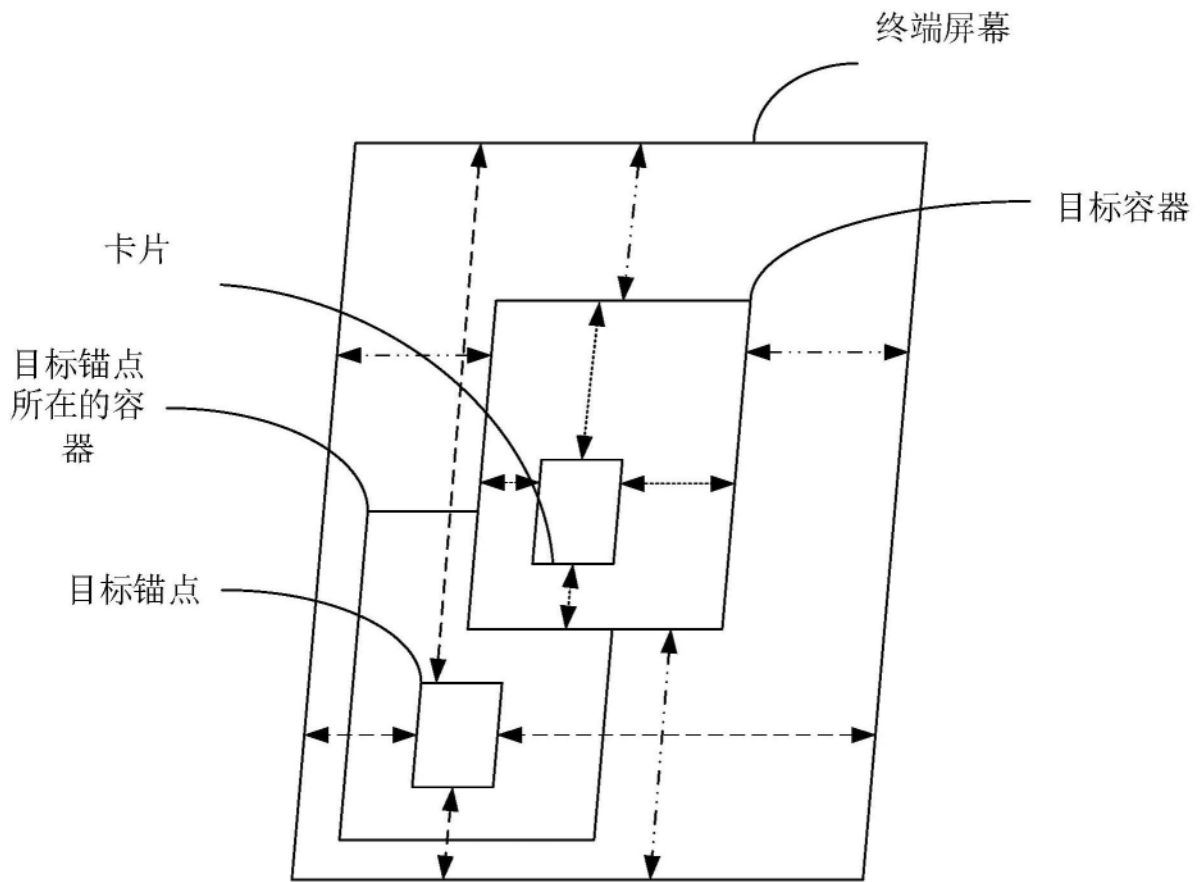 终端屏幕
目标容器
卡片
目标锚点
所在的容
器
目标锚点